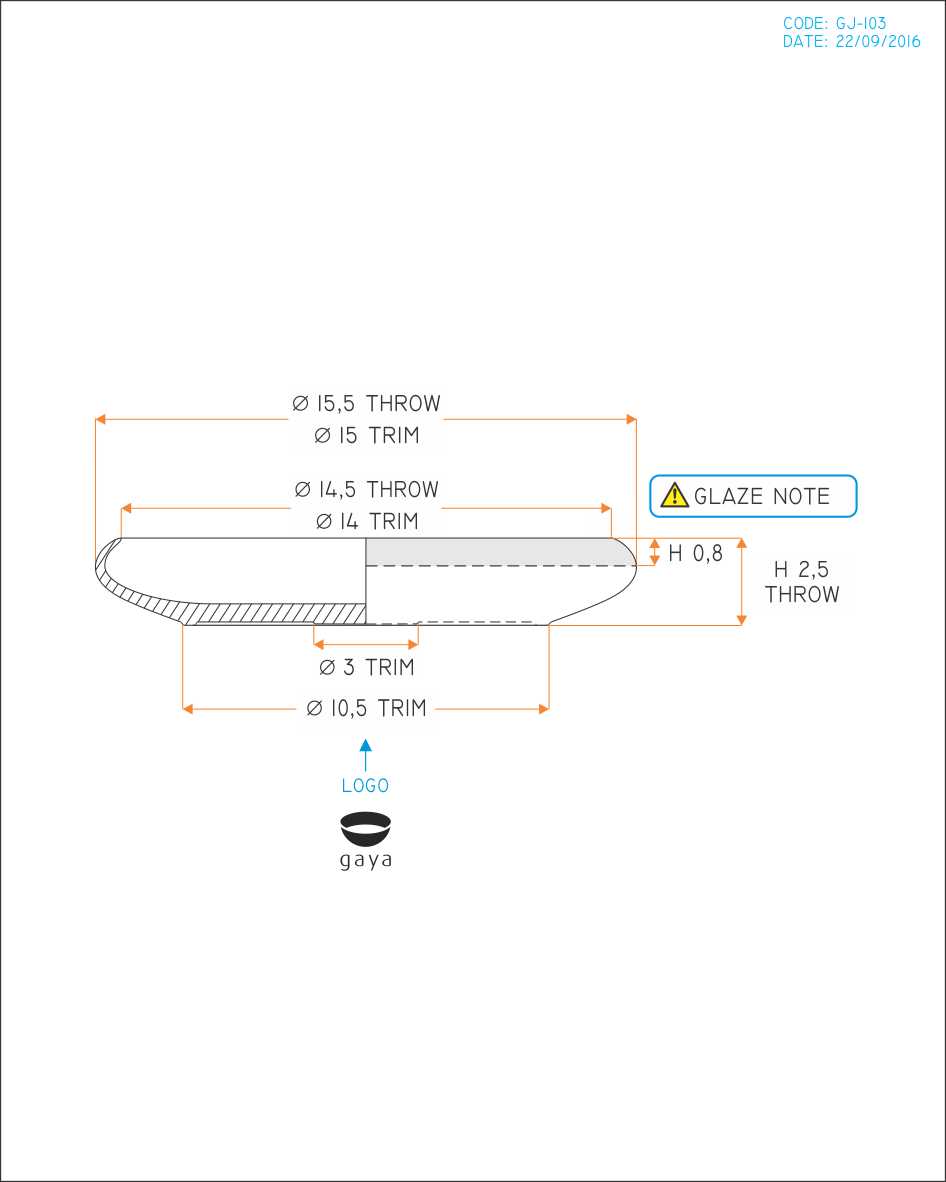 CODE: GJ-103
DATE: 22/09/2016
Ø 15,5 THROW
Ø 15 TRIM
Ø 14,5 THROW
Ø 14 TRIM
GLAZE NOTE
H 0,8
H 2,5
THROW
Ø 3 TRIM
Ø 10,5 TRIM
LOGO
gaya